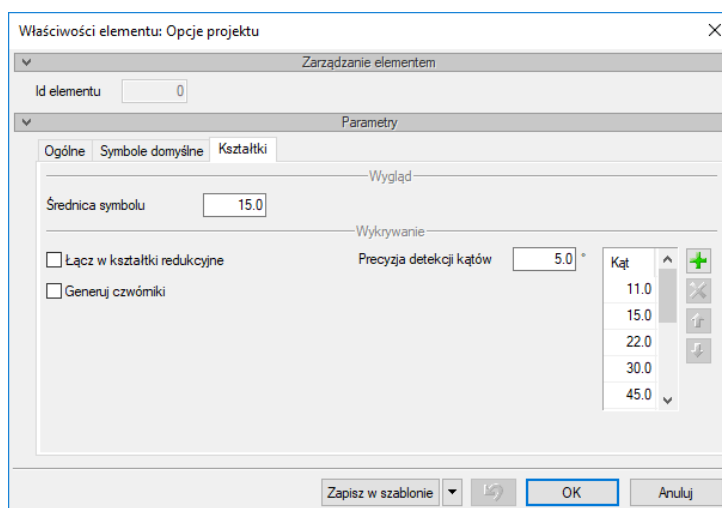 Właściwości elementu: Opcje projektu
Zarządzanie elementem
Id elementu 0
Parametry
Ogólne Symbole domyślne Kształtki
Wygląd
Średnica symbolu 15.0
Wykrywanie
Łącz w kształtki redukcyjne Precyzja detekcji kątów 5.0 ° Kąt
Generuj czwórniki 11.0
15.0
22.0
30.0
45.0
Zapisz w szablonie OK Anuluj